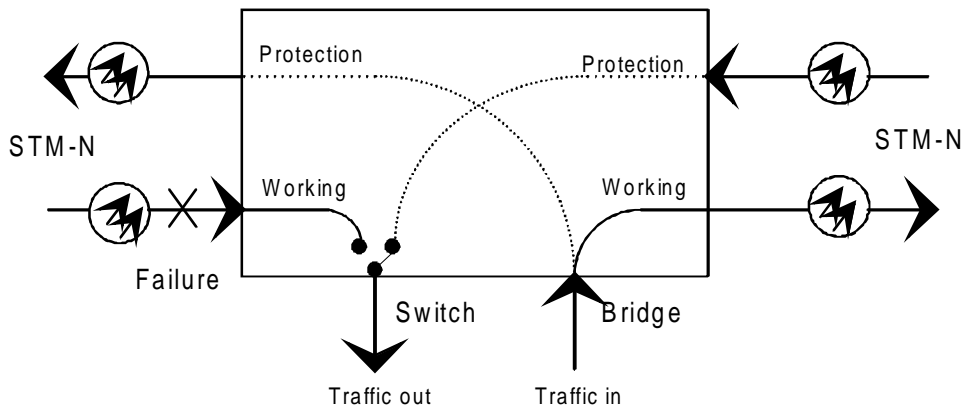 Protection
Protection
STM-N
STM-N
Working
Working
Failure
Switch
Bridge
Traffic out
Traffic in